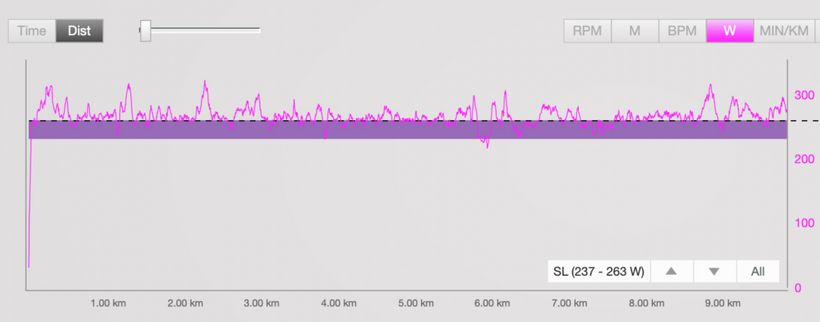 Time Dist RPM M BPM W MIN/KM
300
200
100
SL (237 - 263 W) All
0
1.00 km 2.00 km 3.00 km 4.00 km 5.00 km 6.00 km 7.00 km 8.00 km 9.00 km